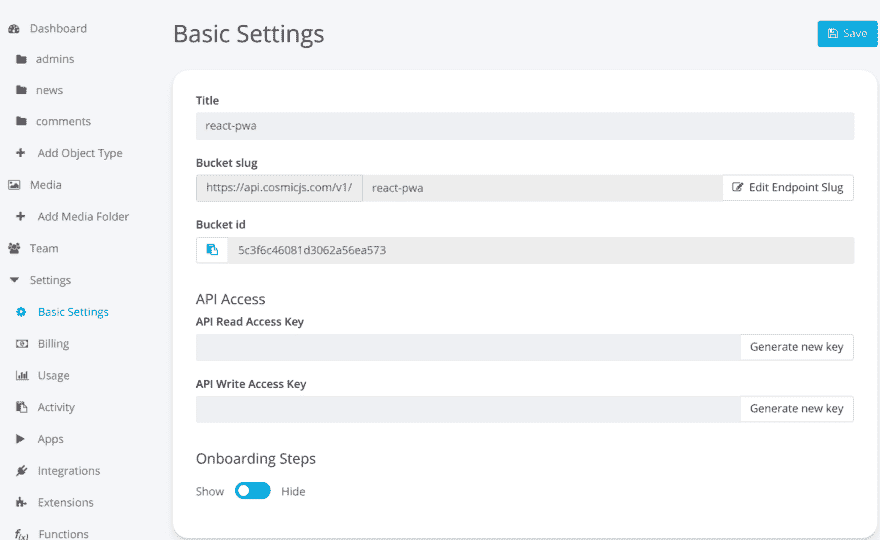 Dashboard
admins
news
comments
Add Object Type
Media
Add Media Folder
Team
Settings
Basic Settings
Billing
Usage
Activity
Apps
Integrations
Extensions
f(x) Functions
Basic Settings
Save
Title
react-pwa
Bucket slug
https://api.cosmicjs.com/v1/ react-pwa Edit Endpoint Slug
Bucket id
5c3f6c46081d3062a56ea573
API Access
API Read Access Key
Generate new key
API Write Access Key
Generate new key
Onboarding Steps
Show Hide